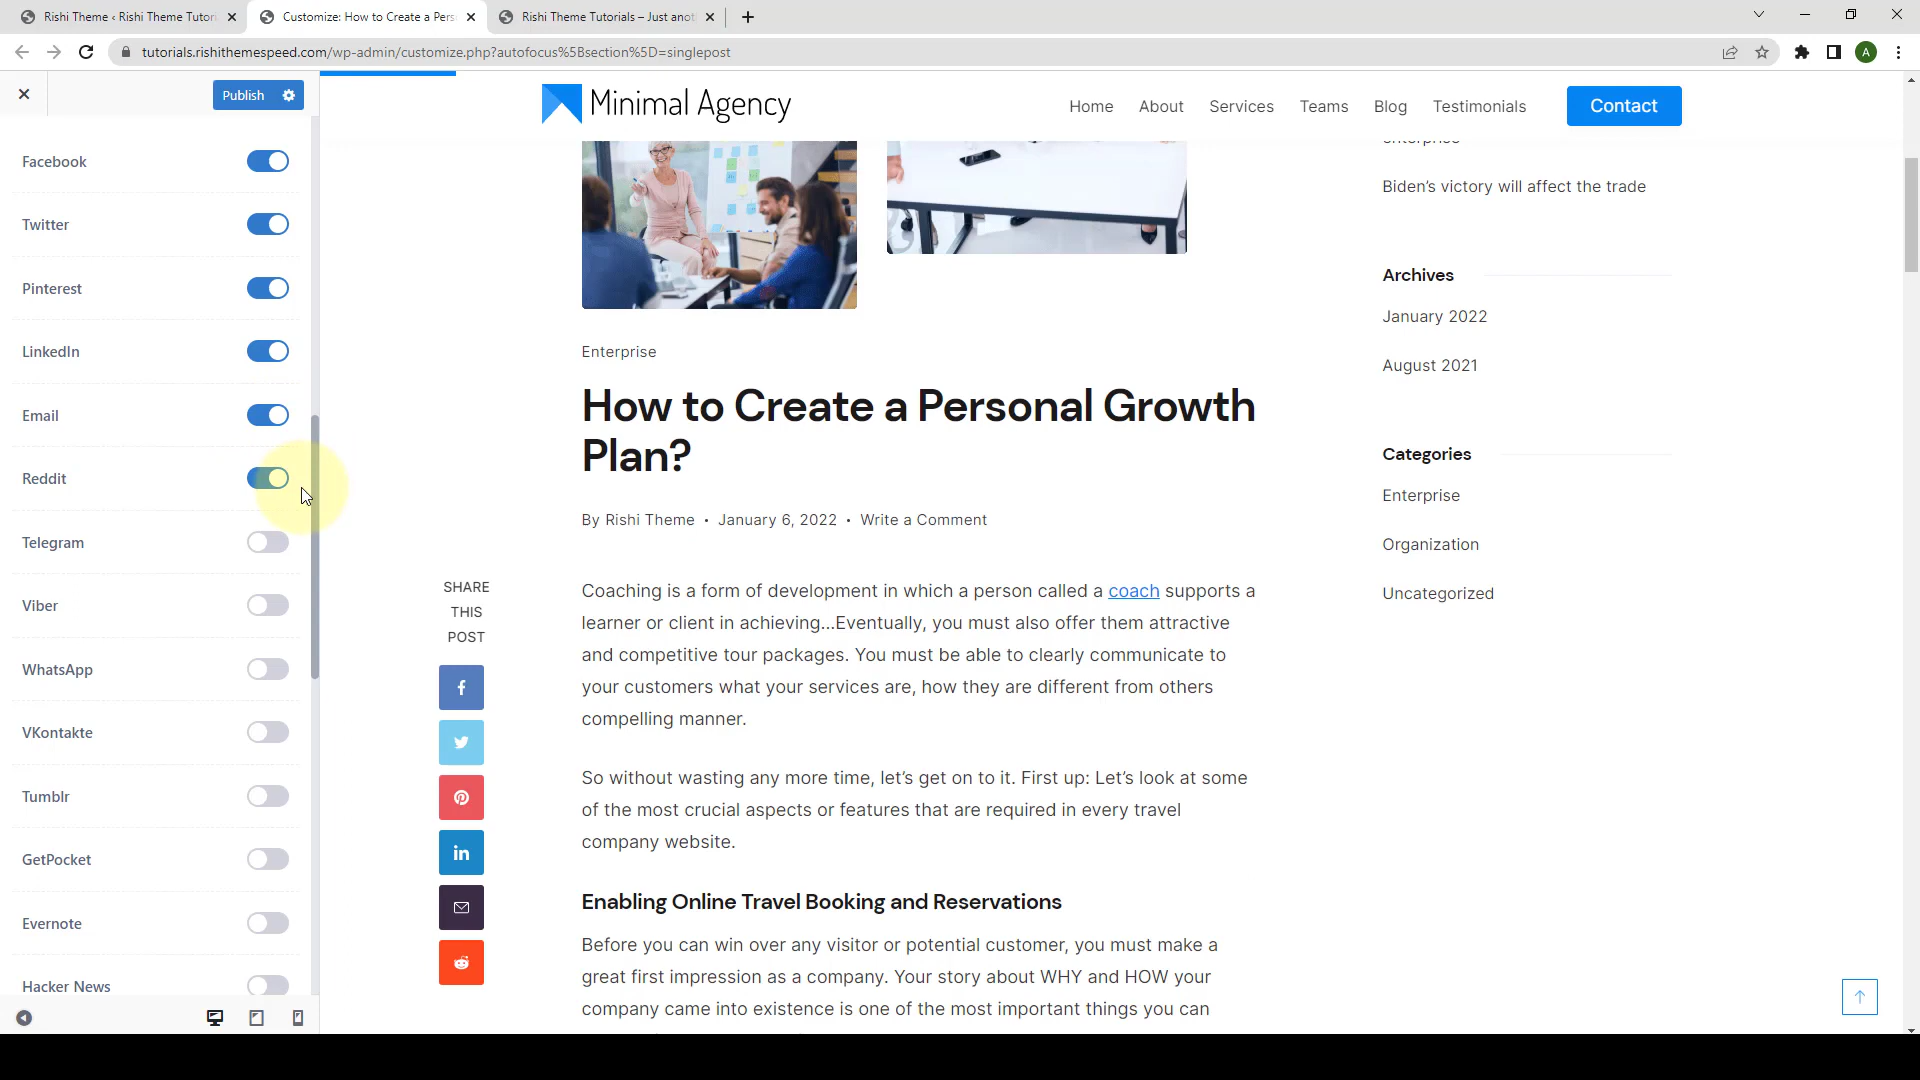 Rishi Theme ‹ Rishi Theme Tutori
Customize: How to Create a Pers
Rishi Theme Tutorials – Just anot
tutorials.rishithemespeed.com/wp-admin/customize.php?autofocus%5Bsection%5D=singlepost
A
Publish
Facebook
Twitter
Pinterest
LinkedIn
Email
Reddit
Telegram
Viber
WhatsApp
VKontakte
Tumblr
GetPocket
Evernote
Hacker News
Minimal Agency
Home
About
Services
Teams
Blog
Testimonials
Contact
Enterprise
How to Create a Personal Growth
Plan?
By Rishi Theme • January 6, 2022 • Write a Comment
SHARE
THIS
POST
Coaching is a form of development in which a person called a coach supports a
learner or client in achieving…Eventually, you must also offer them attractive
and competitive tour packages. You must be able to clearly communicate to
your customers what your services are, how they are different from others
compelling manner.
So without wasting any more time, let’s get on to it. First up: Let’s look at some
of the most crucial aspects or features that are required in every travel
company website.
Enabling Online Travel Booking and Reservations
Before you can win over any visitor or potential customer, you must make a
great first impression as a company. Your story about WHY and HOW your
company came into existence is one of the most important things you can
enterprise
Biden’s victory will affect the trade
Archives
January 2022
August 2021
Categories
Enterprise
Organization
Uncategorized